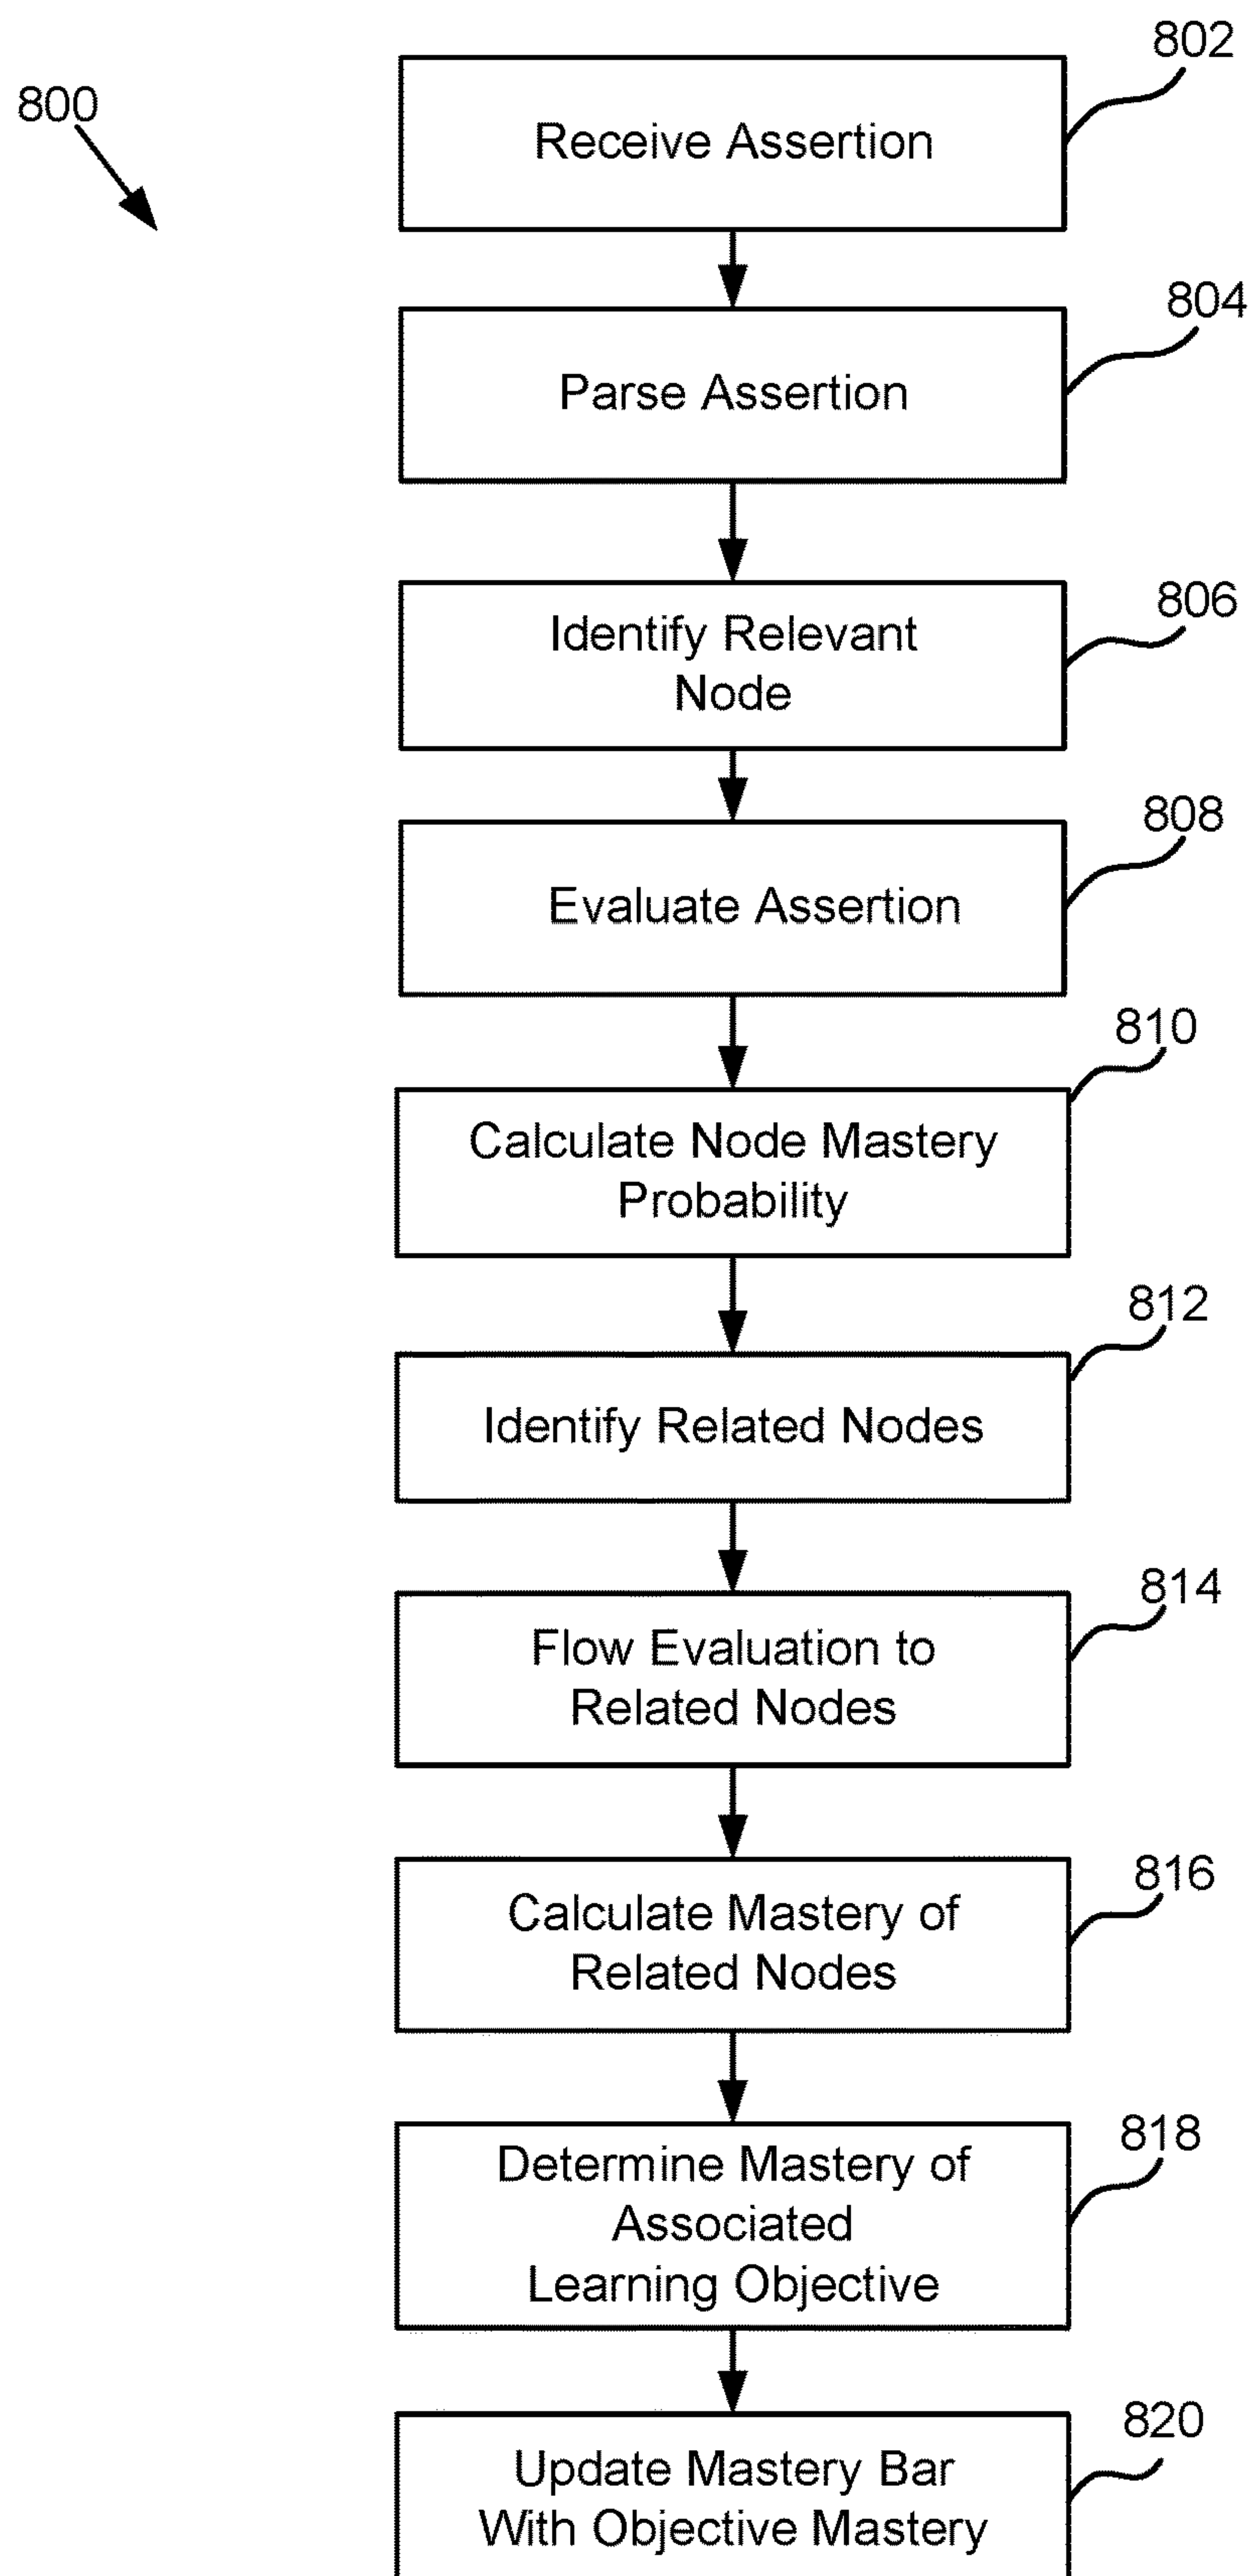 800
802
Receive Assertion
804
Parse Assertion
806
Identify Relevant
Node
808
Evaluate Assertion
810
Calculate Node Mastery
Probability
812
Identify Related Nodes
814
Flow Evaluation to
Related Nodes
816
Calculate Mastery of
Related Nodes
818
Determine Mastery of
Associated
Learning Objective
820
Update Mastery Bar
With Objective Mastery